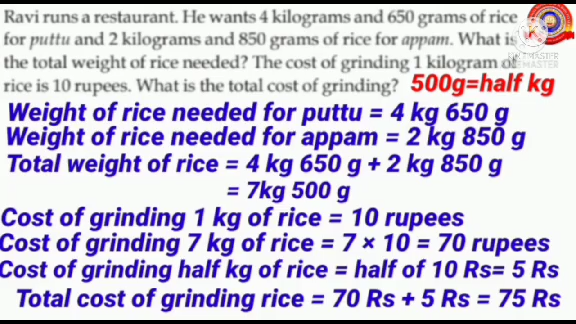 Ravi runs a restaurant. He wants 4 kilograms and 650 grams of rice
for puttu and 2 kilograms and 850 grams of rice for appam. What is
the total weight of rice needed? The cost of grinding 1 kilogram of
rice is 10 rupees. What is the total cost of grinding? 500g=half kg
Weight of rice needed for puttu = 4 kg 650 g
Weight of rice needed for appam = 2 kg 850 g
Total weight of rice = 4 kg 650 g + 2 kg 850 g
= 7kg 500 g
Cost of grinding 1 kg of rice = 10 rupees
Cost of grinding 7 kg of rice = 7 × 10 = 70 rupees
Cost of grinding half kg of rice = half of 10 Rs= 5 Rs
Total cost of grinding rice = 70 Rs + 5 Rs = 75 Rs